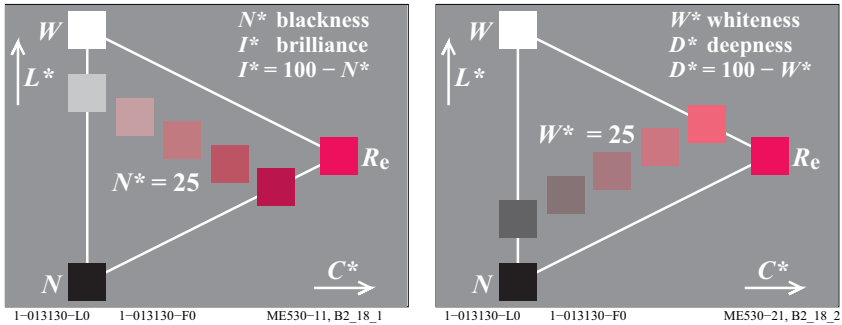 W
N* blackness
I* brilliance
I* = 100 − N*
L*
N* = 25
Re
N
C*
1−013130−L0 1−013130−F0 ME530−11, B2_18_1
W
W* whiteness
D* deepness
D* = 100 − W*
L*
W* = 25
Re
N
C*
1−013130−L0 1−013130−F0 ME530−21, B2_18_2